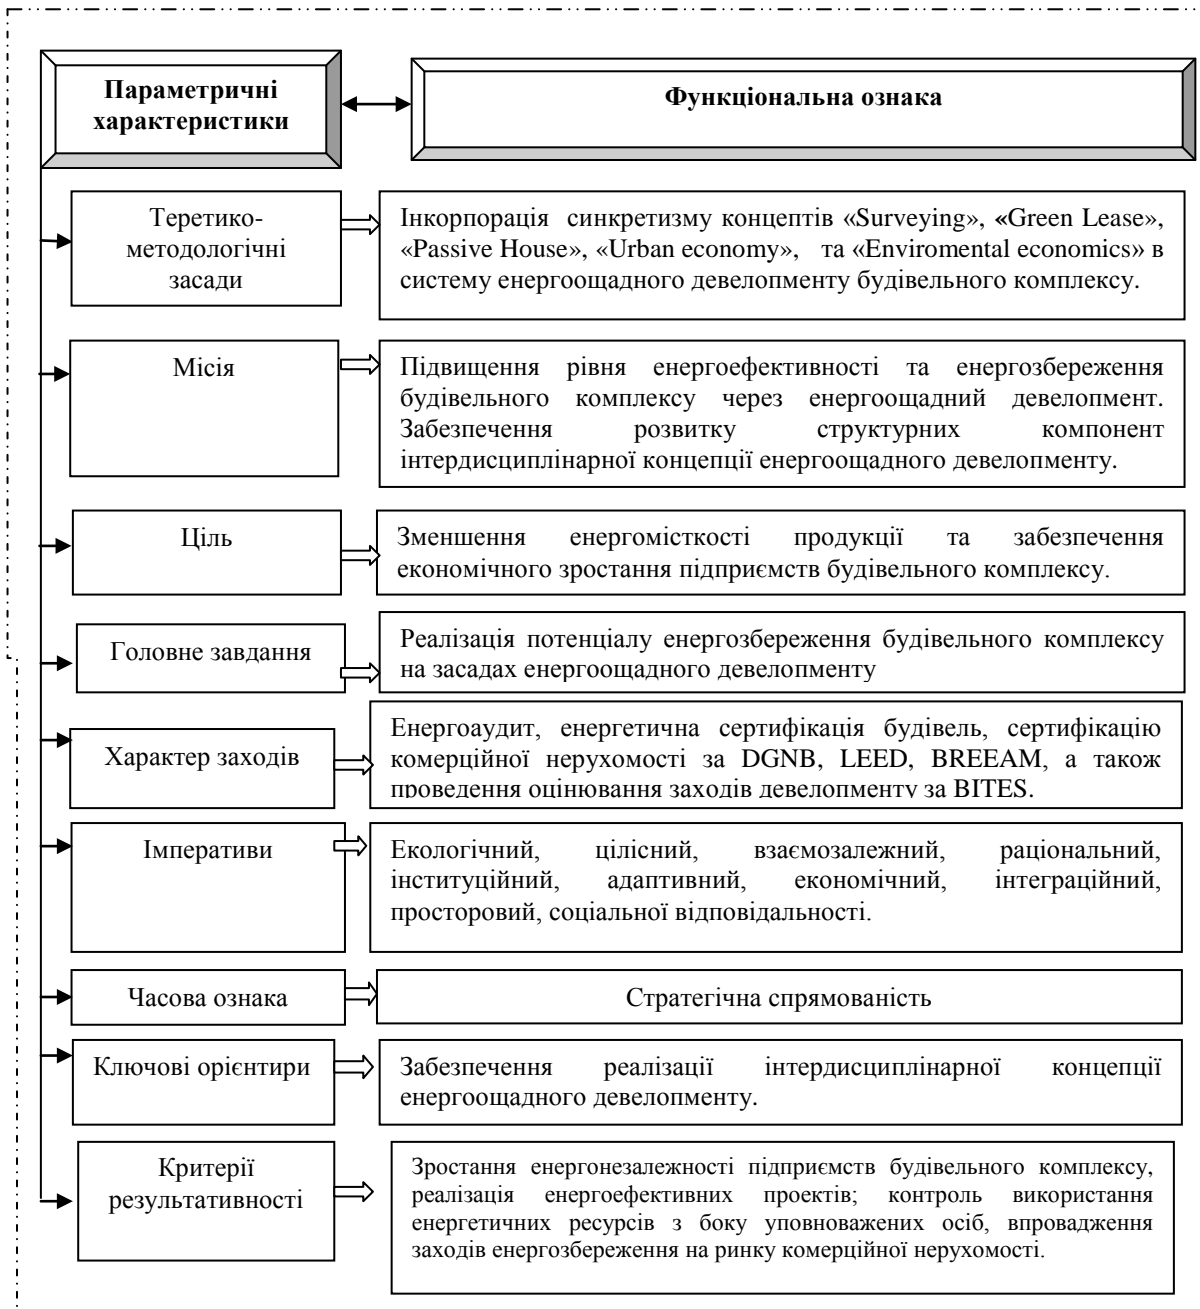 Параметричні
характеристики
Функціональна ознака
Теретико-
методологічні
засади
Інкорпорація синкретизму концептів «Surveying», «Green Lease»,
«Passive House», «Urban economy», та «Enviromental economics» в
систему енергоощадного девелопменту будівельного комплексу.
Місія
Підвищення рівня енергоефективності та енергозбереження
будівельного комплексу через енергоощадний девелопмент.
Забезпечення розвитку структурних компонент
інтердисциплінарної концепції енергоощадного девелопменту.
Ціль
Зменшення енергомісткості продукції та забезпечення
економічного зростання підприємств будівельного комплексу.
Головне завдання
Реалізація потенціалу енергозбереження будівельного комплексу
на засадах енергоощадного девелопменту
Характер заходів
Енергоаудит, енергетична сертифікація будівель, сертифікацію
комерційної нерухомості за DGNB, LEED, BREEAM, а також
проведення оцінювання заходів девелопменту за BITES.
Імперативи
Екологічний, цілісний, взаємозалежний, раціональний,
інституційний, адаптивний, економічний, інтеграційний,
просторовий, соціальної відповідальності.
Часова ознака
Стратегічна спрямованість
Ключові орієнтири
Забезпечення реалізації інтердисциплінарної концепції
енергоощадного девелопменту.
Критерії
результативності
Зростання енергонезалежності підприємств будівельного комплексу,
реалізація енергоефективних проектів; контроль використання
енергетичних ресурсів з боку уповноважених осіб, впровадження
заходів енергозбереження на ринку комерційної нерухомості.